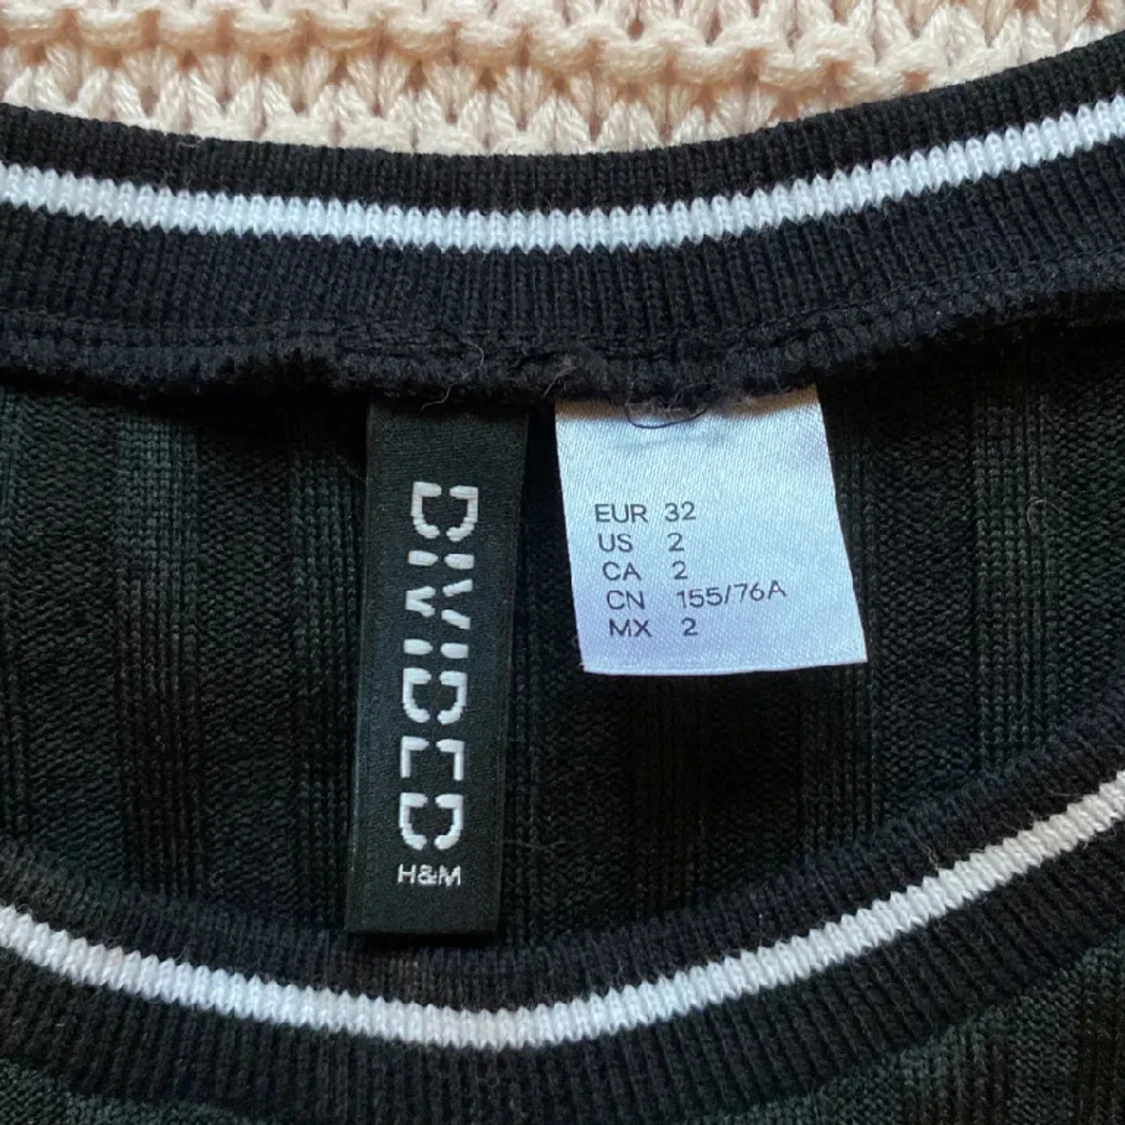 DIVIDED
H&M
EUR 32
US 2
CA 2
CN 155/76A
MX 2